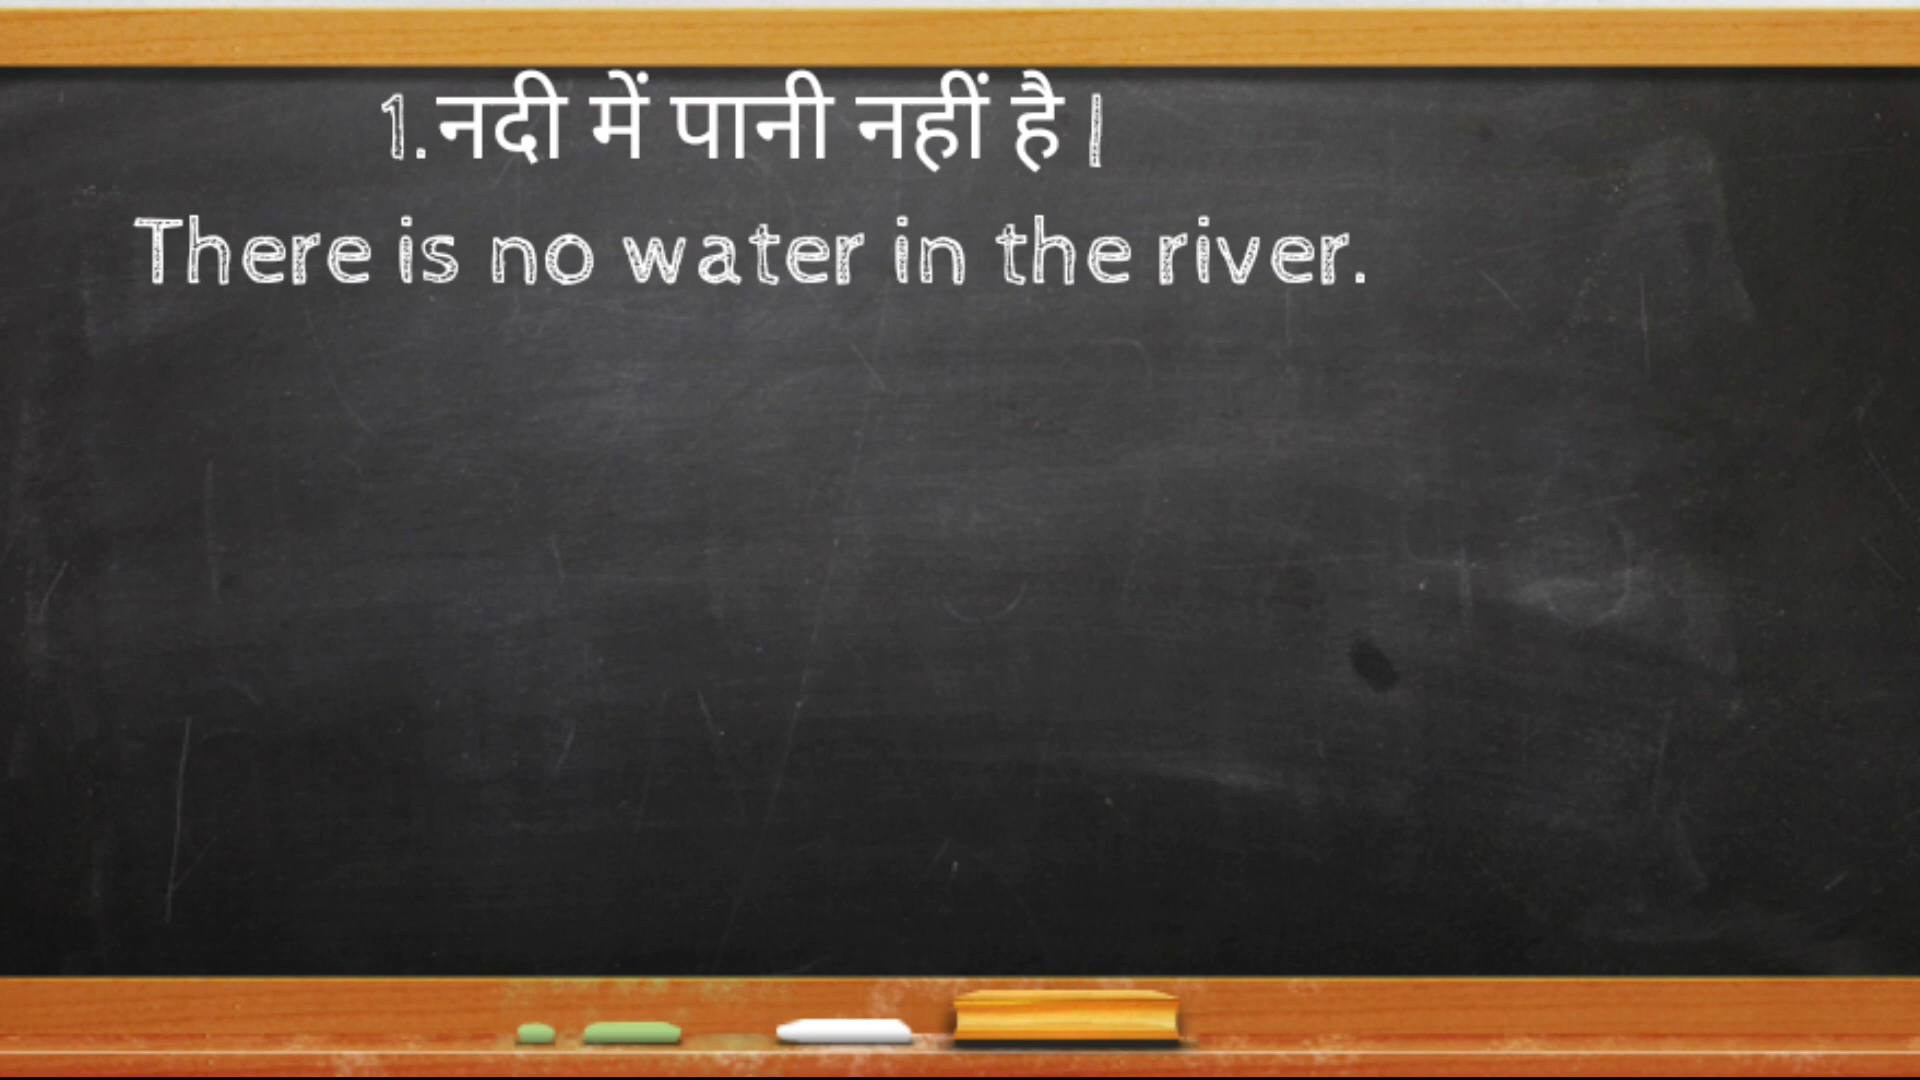 1.नदी में पानी नहीं है |
There is no water in the river.